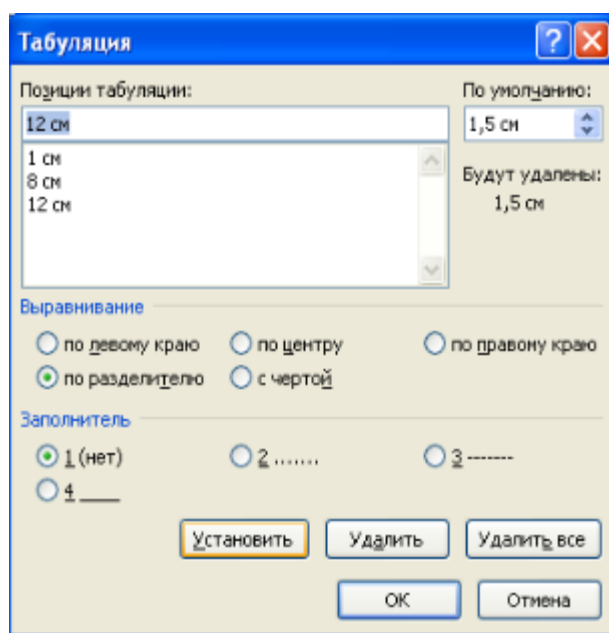 Табуляция
Позиции табуляции: По умолчанию:
12 см 1,5 см
1 см
8 см
12 см
Будут удалены:
1,5 см
Выравнивание
по левому краю по центру по правому краю
по разделителю с чертой
Заполнитель
1 (нет) 2 ....... 3 -------
4 ____
Установить Удалить Удалить все
ОК Отмена